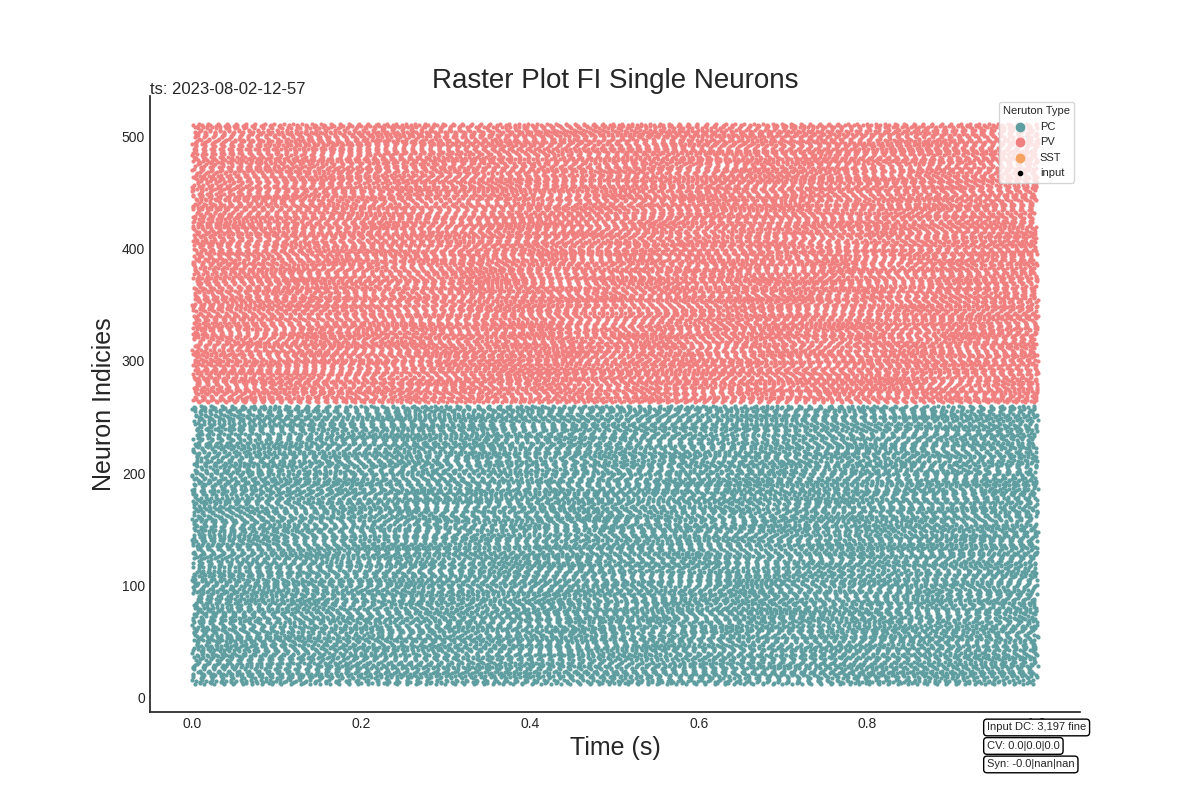 Raster Plot FI Single Neurons
ts: 2023-08-02-12-57
Neruton Type
PC
PV
SST
input
Neuron Indicies
500
400
300
200
100
0
0.0 0.2 0.4 0.6 0.8
Time (s)
Input DC: 3,197 fine
CV: 0.0|0.0|0.0
Syn: -0.0|nan|nan